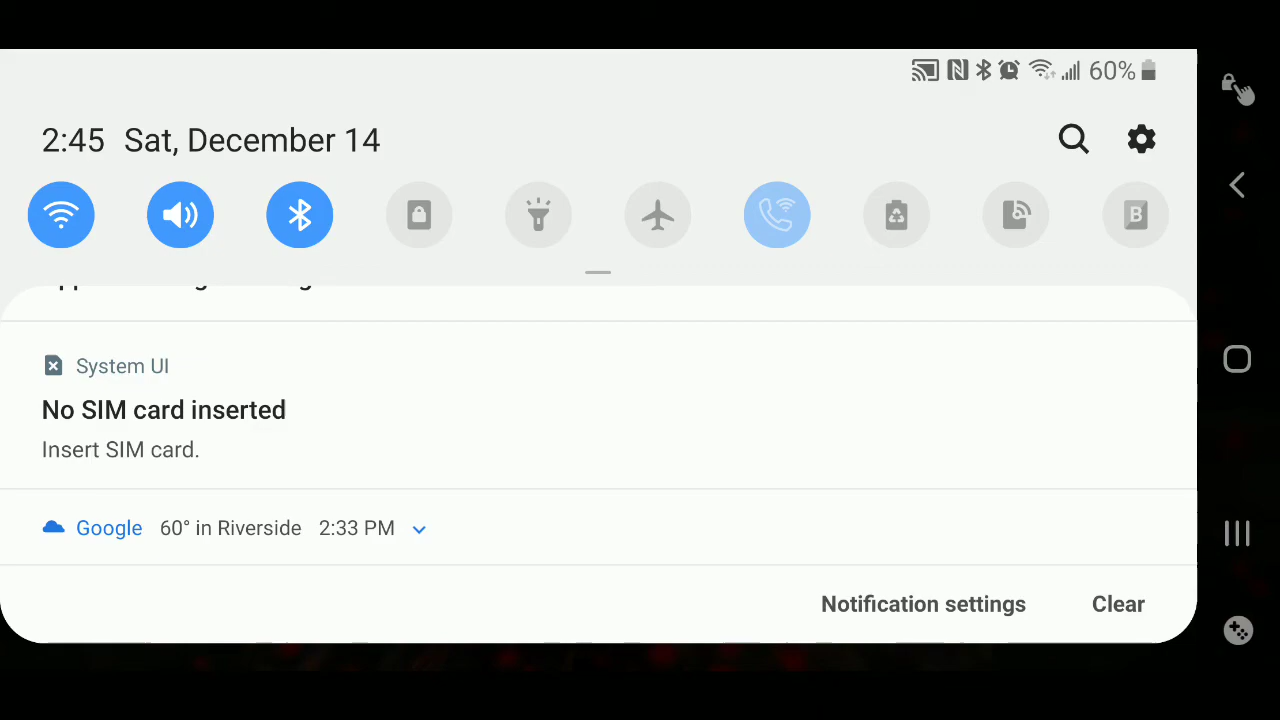 60%
2:45 Sat, December 14
B
System UI
No SIM card inserted
Insert SIM card.
Google 60° in Riverside 2:33 PM
Notification settings Clear